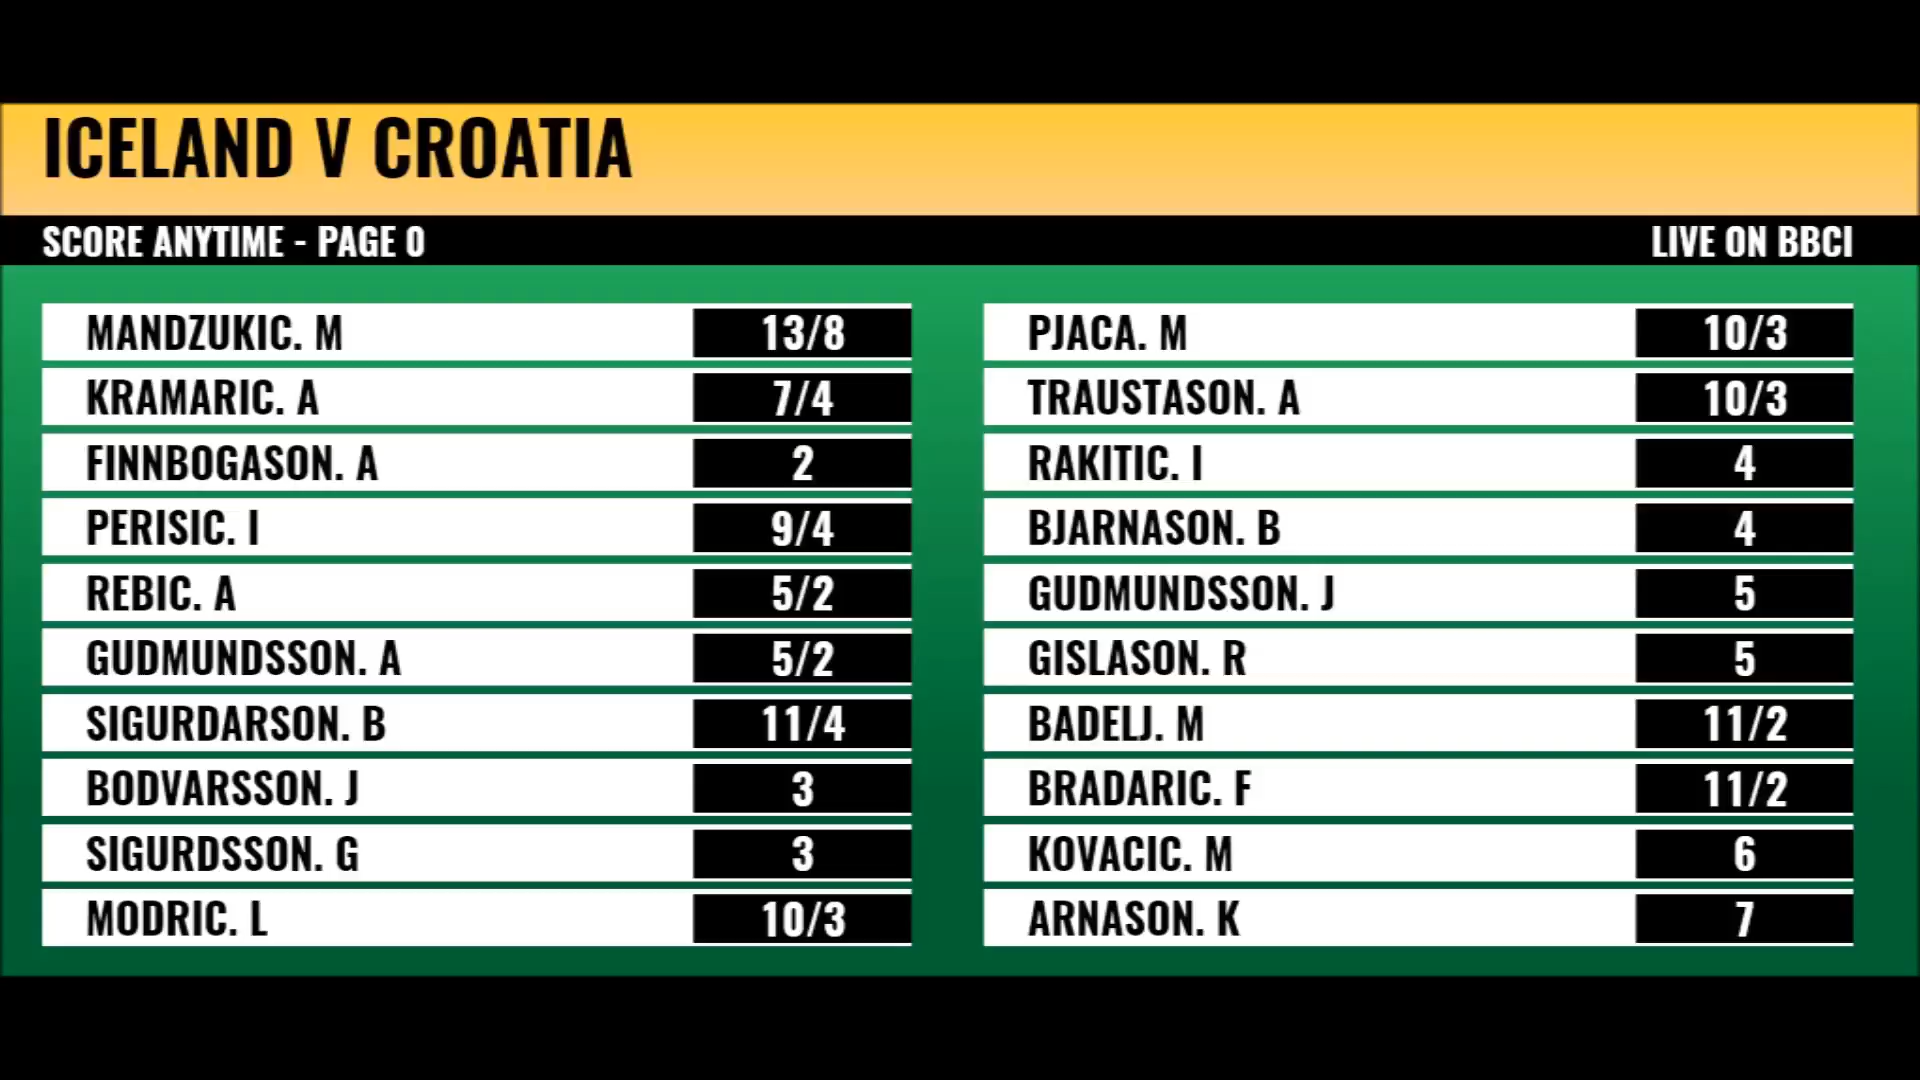 ICELAND V CROATIA
SCORE ANYTIME - PAGE 0
LIVE ON BBCI
MANDZUKIC. M 13/8
KRAMARIC. A 7/4
FINNBOGASON. A 2
PERISIC. I 9/4
REBIC. A 5/2
GUDMUNDSSON. A 5/2
SIGURDARSON. B 11/4
BODVARSSON. J 3
SIGURDSSON. G 3
MODRIC. L 10/3
PJACA. M 10/3
TRAUSTASON. A 10/3
RAKITIC. I 4
BJARNASON. B 4
GUDMUNDSSON. J 5
GISLASON. R 5
BADELJ. M 11/2
BRADARIC. F 11/2
KOVACIC. M 6
ARNASON. K 7